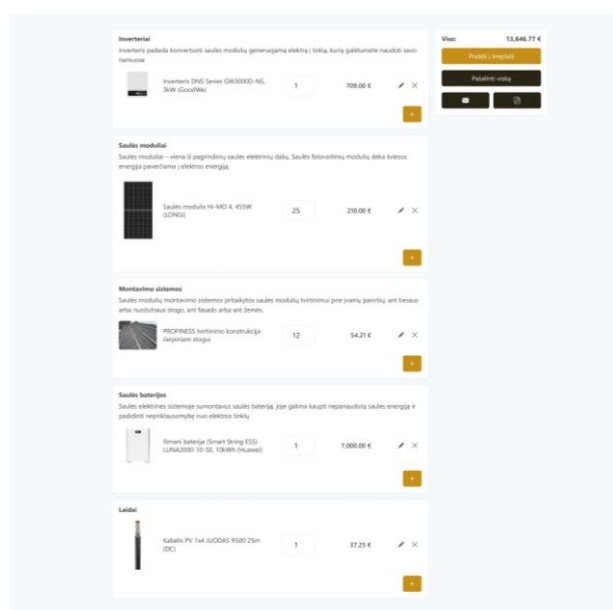 Inverteriai
Inverteris padeda konvertuoti saulės modulių generuojamą elektrą į tokią, kurią galėtumėte naudoti savo
namuose
Inverteris DNS Series GW3000D-NS,
3kW (GoodWe)
1
709.00 €
+
Saulės moduliai
Saulės moduliai – viena iš pagrindinių saulės elektrinių dalių. Saulės fotovoltinių modulių dėka šviesos
energija paverčiama į elektros energiją.
Saulės modulis Hi-MO 4, 455W
(LONGi)
25
210.00 €
+
Montavimo sistemos
Saulės modulių montavimo sistemos pritaikytos saulės modulių tvirtinimui prie įvairių paviršių: ant tiesaus
arba nuožulnaus stogo, ant fasado arba ant žemės.
PROFINESS tvirtinimo konstrukcija
čerpiniam stogui
12
54.21 €
+
Saulės baterijos
Saulės elektrinės sistemoje sumontavus saulės bateriją, joje galima kaupti nepanaudotą saulės energiją ir
padidinti nepriklausomybę nuo elektros tinklų.
Išmani baterija (Smart String ESS)
LUNA2000-10-S0, 10kWh (Huawei)
1
7,000.00 €
+
Laidai
Kabelis PV 1x4 JUODAS R500 25m
(DC)
1
37.25 €
+
Viso: 13,646.77 €
Pridėti į krepšelį
Pašalinti viską